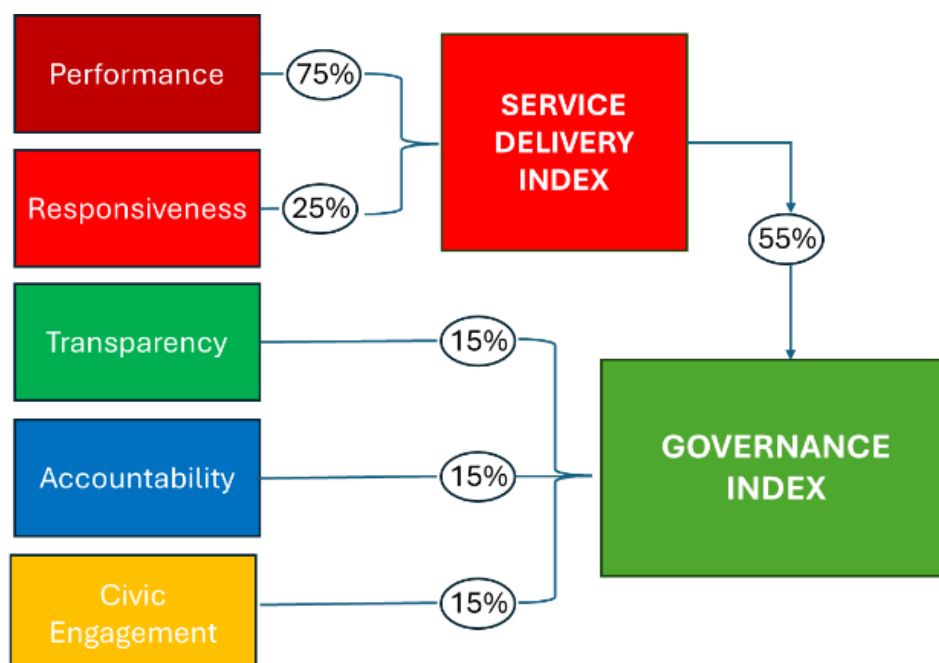 Performance
75%
SERVICE
DELIVERY
INDEX
Responsiveness
25%
55%
Transparency
15%
GOVERNANCE
INDEX
Accountability
15%
Civic
Engagement
15%